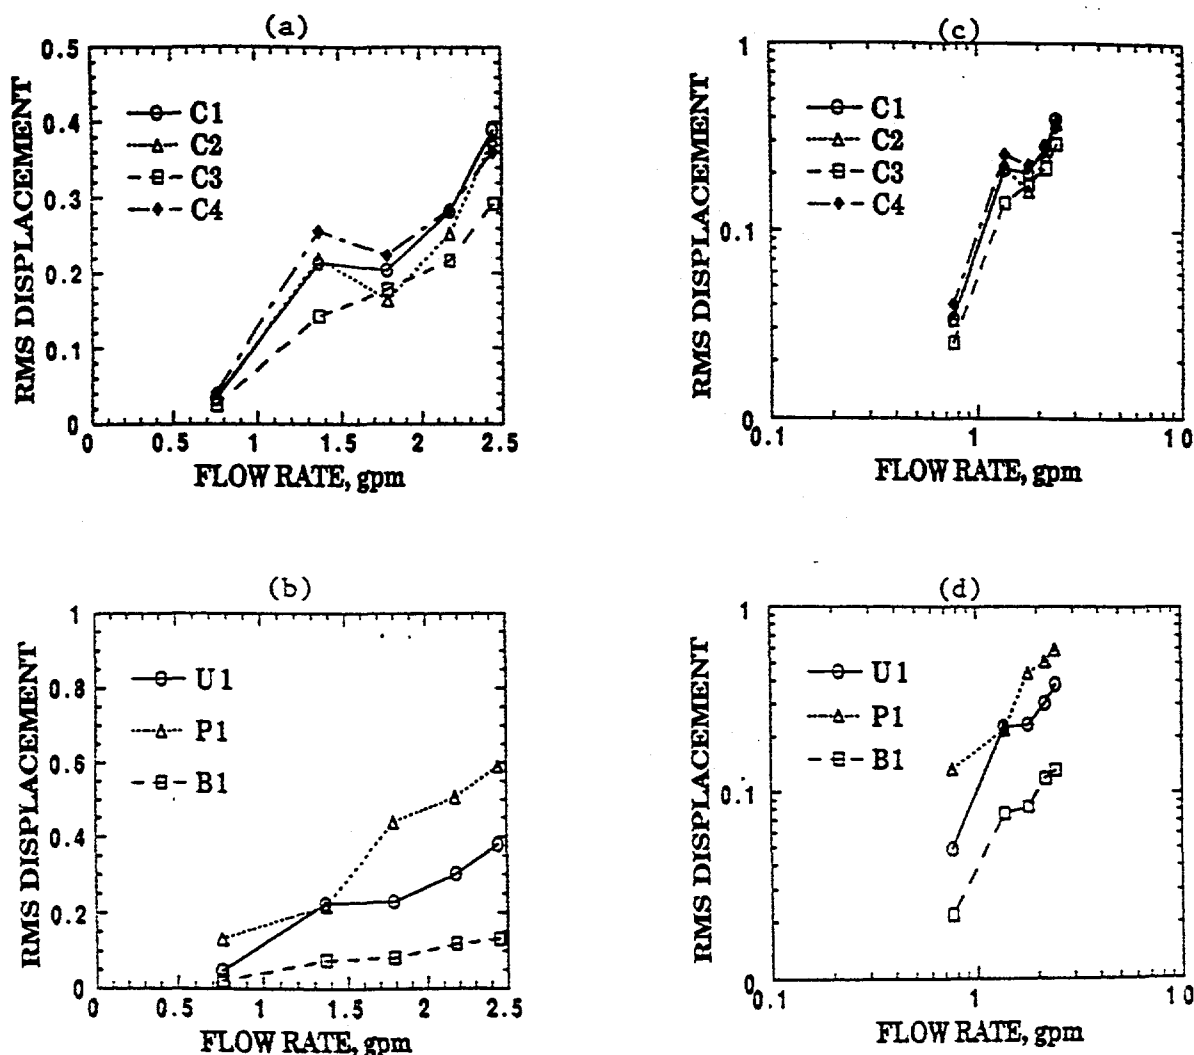 (a)
RMS DISPLACEMENT
0.5
0.4
0.3
0.2
0.1
0
C1
C2
C3
C4
0 0.5 1 1.5 2 2.5
FLOW RATE, gpm
(c)
RMS DISPLACEMENT
1
0.1
0
C1
C2
C3
C4
0.1 1 10
FLOW RATE, gpm
(b)
RMS DISPLACEMENT
1
0.8
0.6
0.4
0.2
0
U1
P1
B1
0 0.5 1 1.5 2 2.5
FLOW RATE, gpm
(d)
RMS DISPLACEMENT
1
0.1
0
U1
P1
B1
0.1 1 10
FLOW RATE, gpm